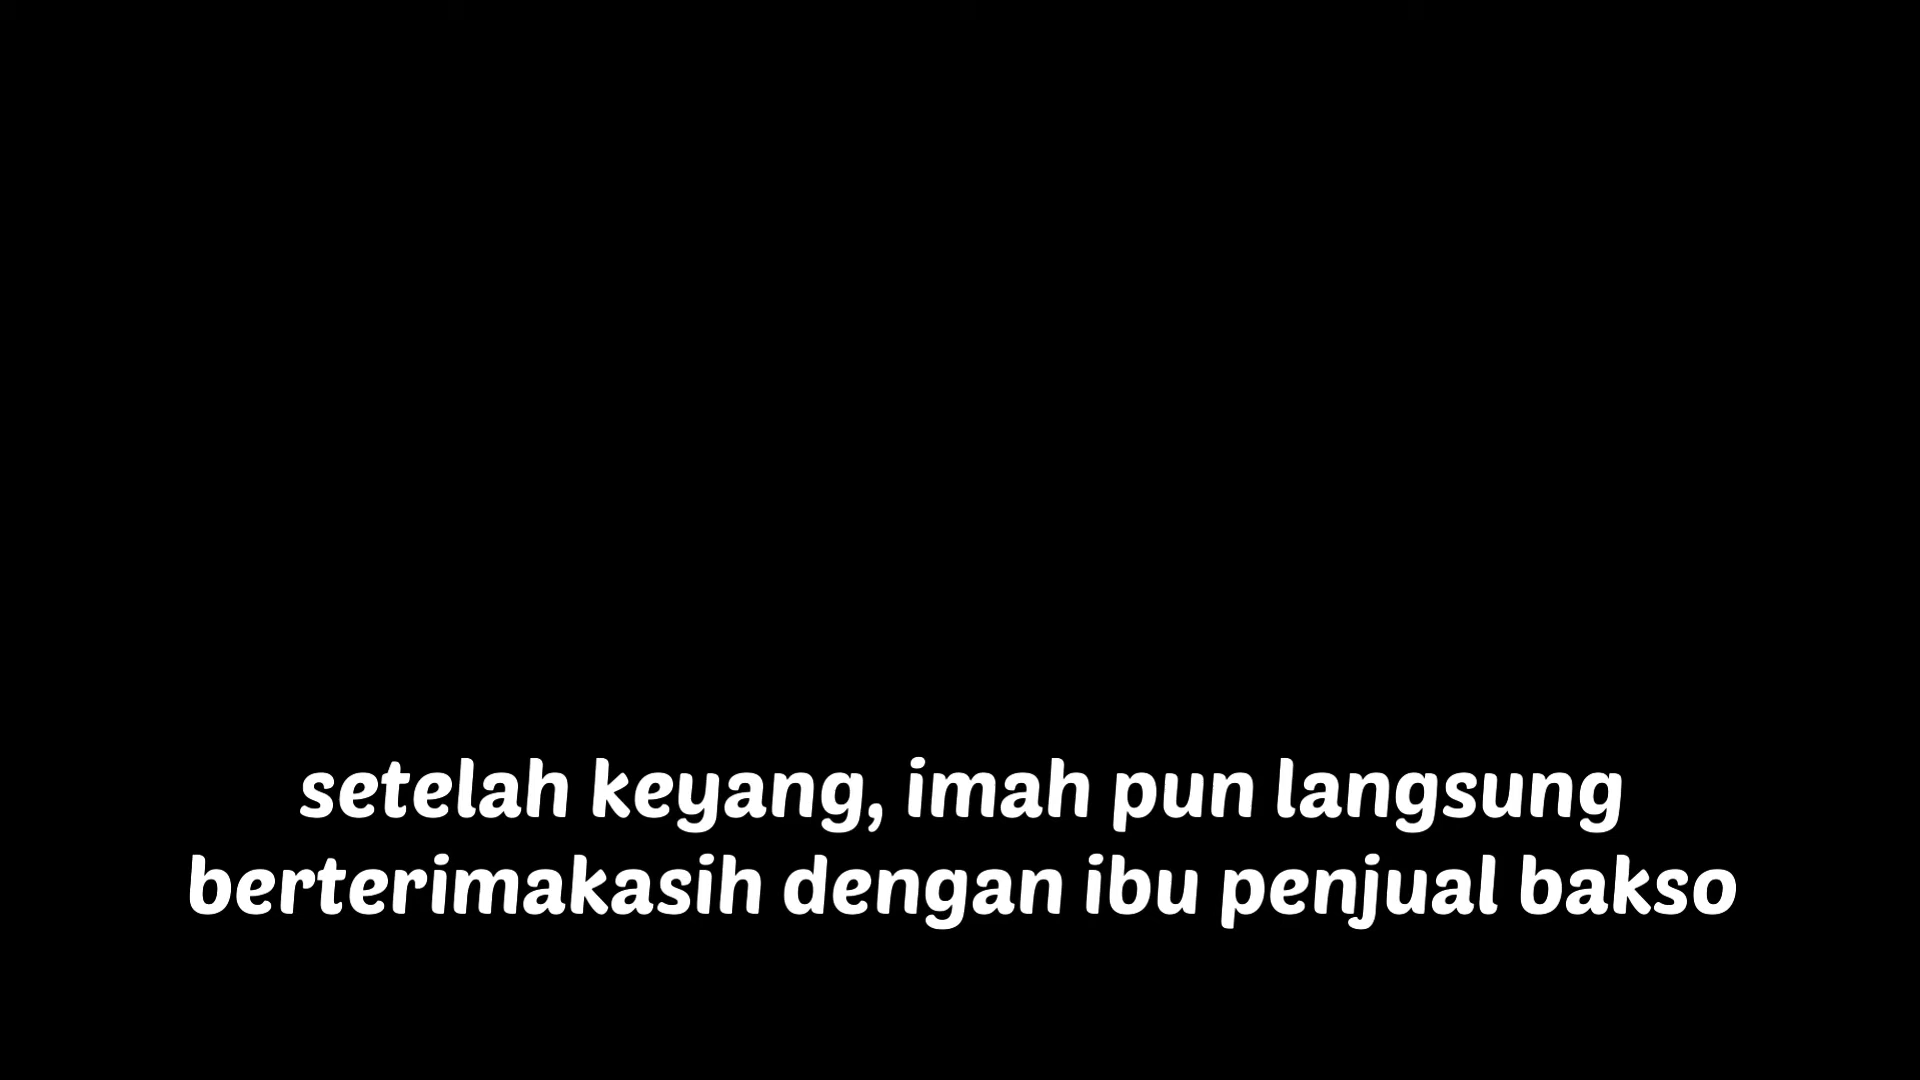 setelah keyang, imah pun langsung
berterimakasih dengan ibu penjual bakso